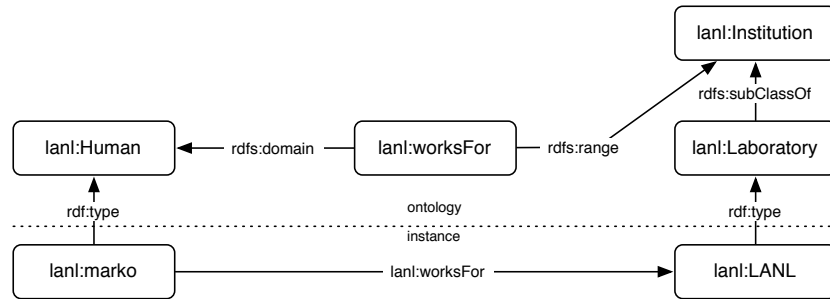 lanl:Institution
rdfs:subClassOf
lanl:Human
rdfs:domain
lanl:worksFor
rdfs:range
lanl:Laboratory
rdf:type
ontology
rdf:type
instance
lanl:marko
lanl:worksFor
lanl:LANL